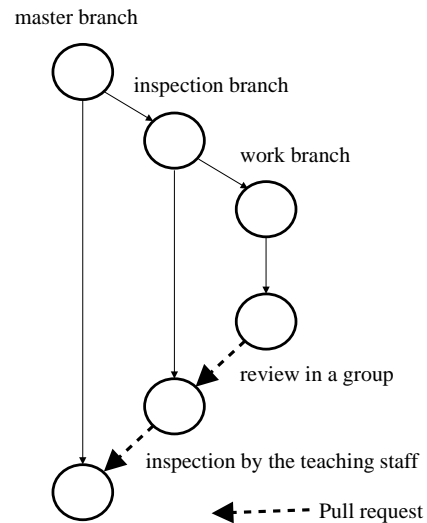 master branch
inspection branch
work branch
review in a group
inspection by the teaching staff
Pull request